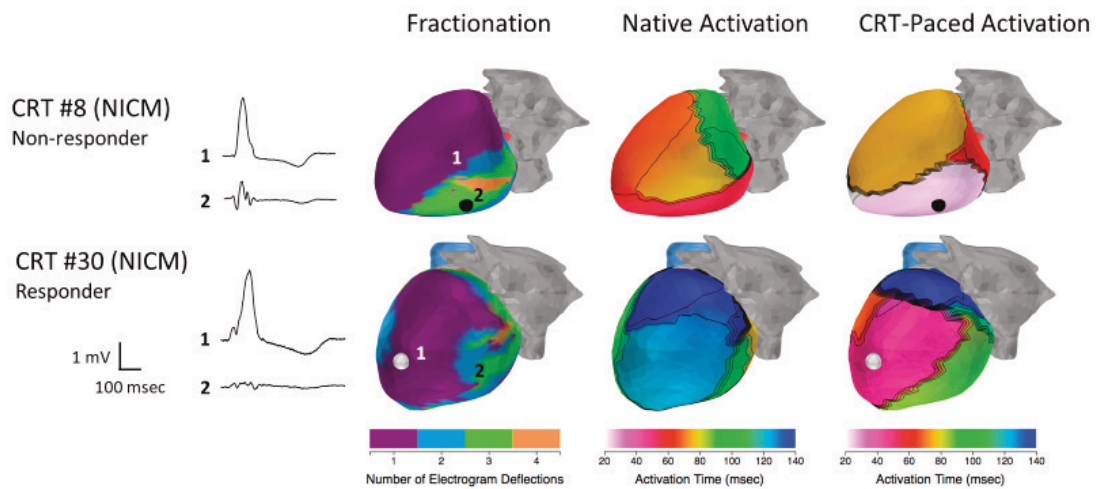 Fractionation
Native Activation
CRT-Paced Activation
CRT #8 (NICM)
Non-responder
1
2
1
2
CRT #30 (NICM)
Responder
1
2
1
2
1 mV
100 msec
1 2 3 4
Number of Electrogram Deflections
20 40 60 80 100 120 140
Activation Time (msec)
20 40 60 80 100 120 140
Activation Time (msec)